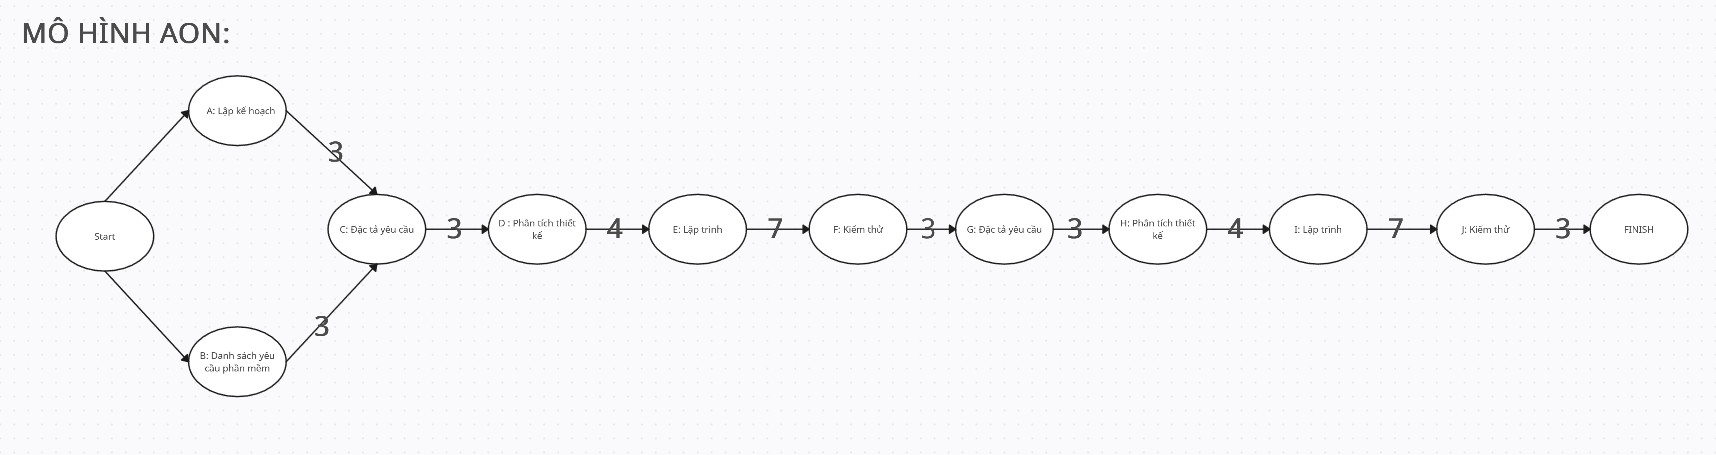 MÔ HÌNH AON:
A: Lập kế hoạch
3
Start
C: Đặc tả yêu cầu
3
D : Phân tích thiết
kế
4
E: Lập trình
7
F: Kiểm thử
3
G: Đặc tả yêu cầu
3
H: Phân tích thiết
kế
4
I: Lập trình
7
J: Kiểm thử
3
FINISH
3
B: Danh sách yêu
cầu phần mềm